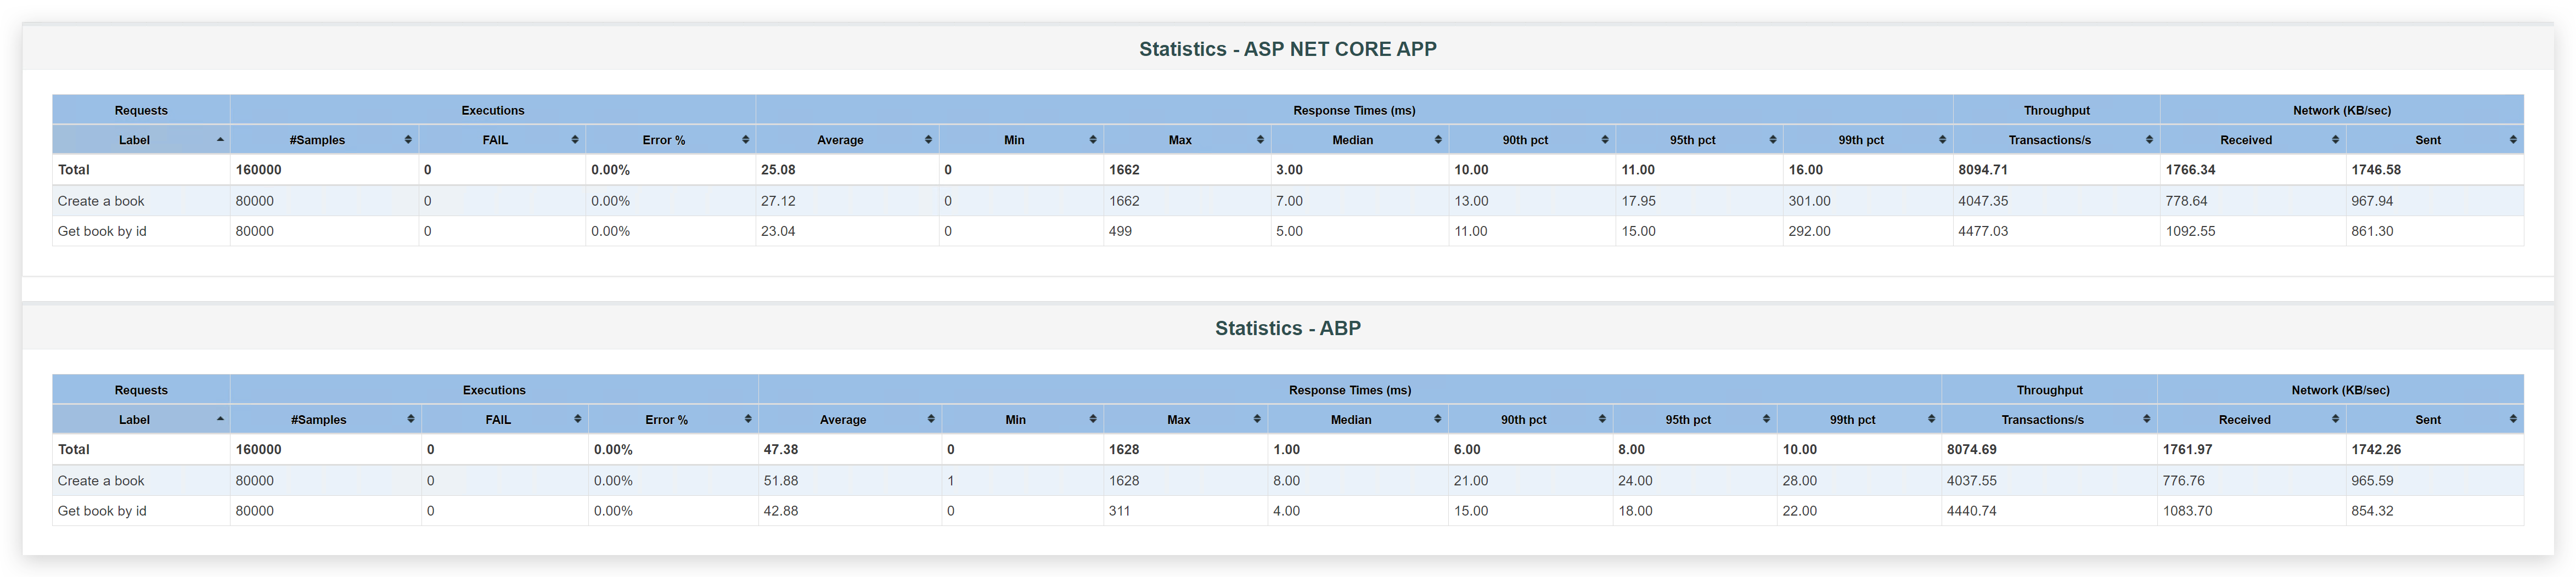 Statistics - ASP NET CORE APP
Requests Executions Response Times (ms) Throughput Network (KB/sec)
Label #Samples FAIL Error % Average Min Max Median 90th pct 95th pct 99th pct Transactions/s Received Sent
Total 160000 0 0.00% 25.08 0 1662 3.00 10.00 11.00 16.00 8094.71 1766.34 1746.58
Create a book 80000 0 0.00% 27.12 0 1662 7.00 13.00 17.95 301.00 4047.35 778.64 967.94
Get book by id 80000 0 0.00% 23.04 0 499 5.00 11.00 15.00 292.00 4477.03 1092.55 861.30
Statistics - ABP
Requests Executions Response Times (ms) Throughput Network (KB/sec)
Label #Samples FAIL Error % Average Min Max Median 90th pct 95th pct 99th pct Transactions/s Received Sent
Total 160000 0 0.00% 47.38 0 1628 1.00 6.00 8.00 10.00 8074.69 1761.97 1742.26
Create a book 80000 0 0.00% 51.88 1 1628 8.00 21.00 24.00 28.00 4037.55 776.76 965.59
Get book by id 80000 0 0.00% 42.88 0 311 4.00 15.00 18.00 22.00 4440.74 1083.70 854.32